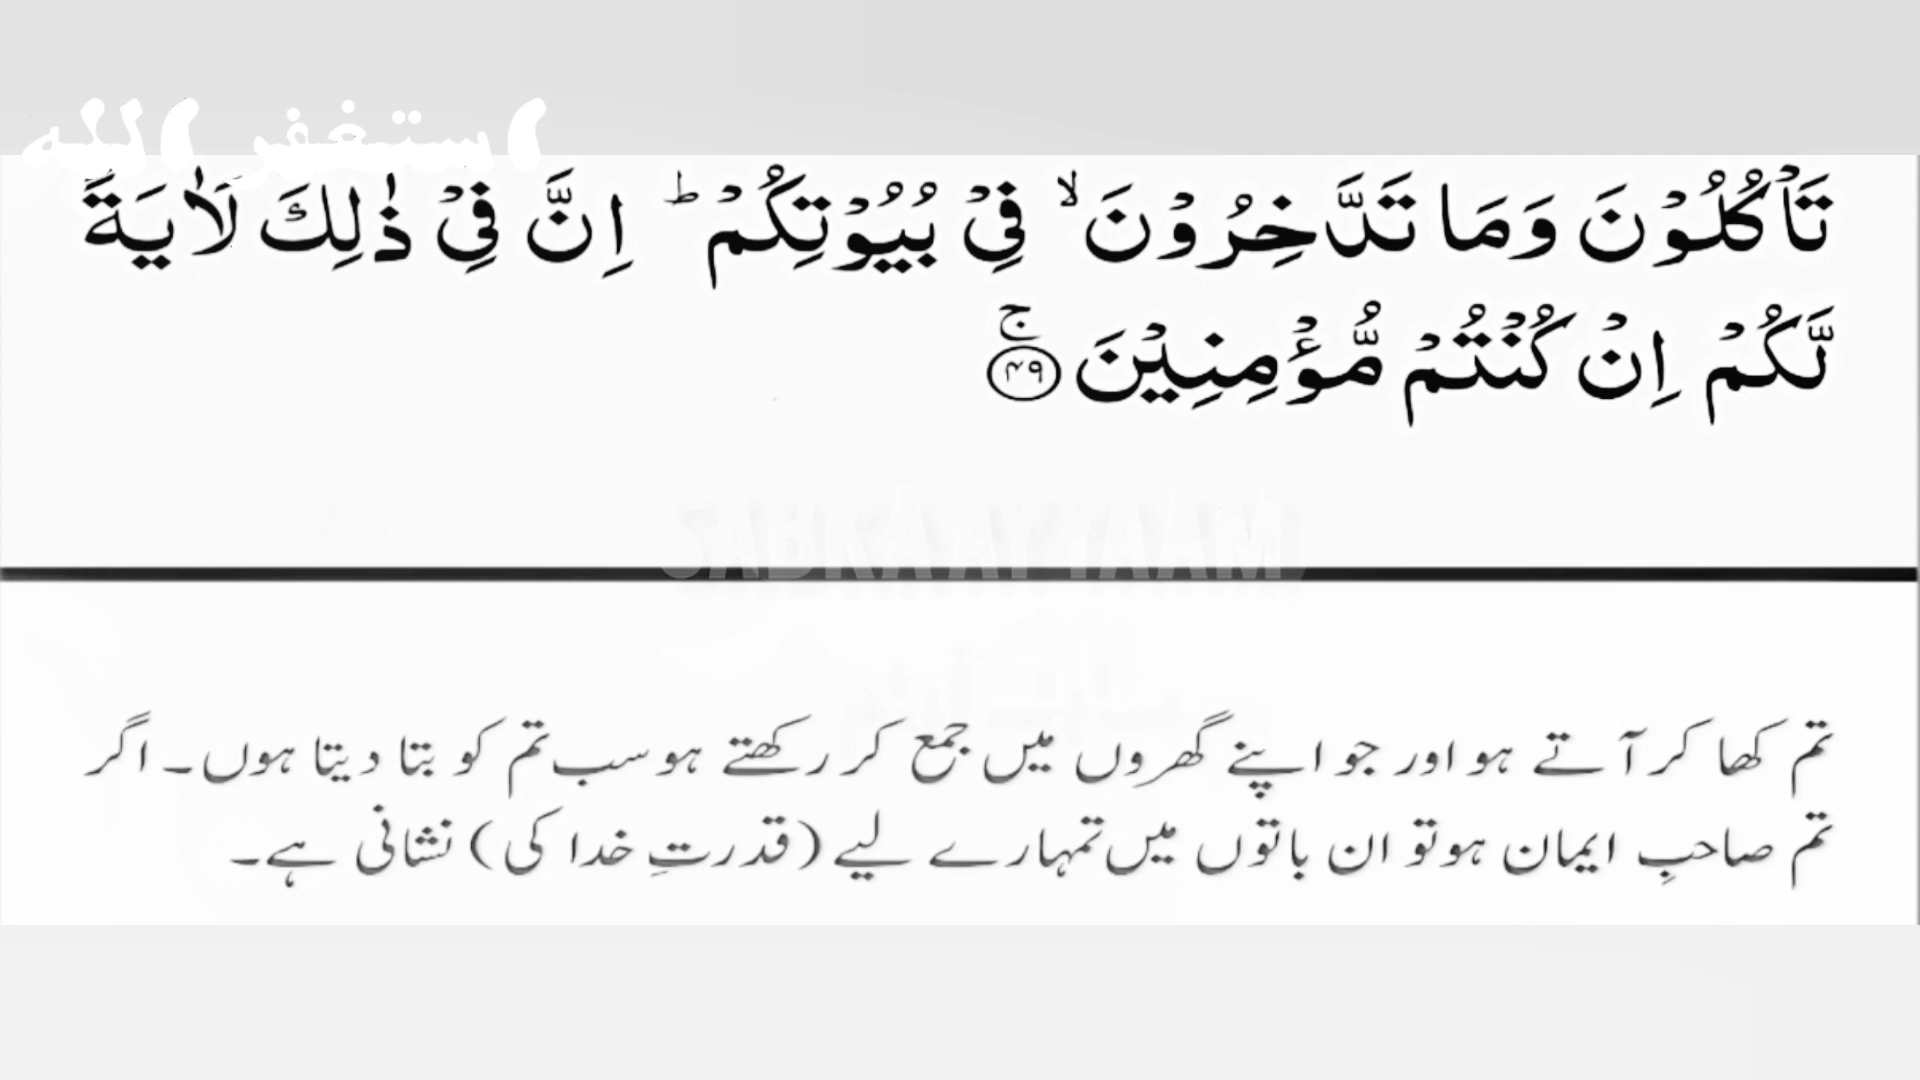 استغفر الله
تَاۡكُلُوۡنَ وَمَا تَدَّخِرُوۡنَ ۙ فِىۡ بُيُوۡتِكُمۡ ؕ اِنَّ فِىۡ ذٰلِكَ لَاٰيَةً
لَّكُمۡ اِنۡ كُنۡتُمۡ مُّؤۡمِنِيۡنَ ۚ ﴿۴۹﴾
تم کھا کر آتے ہو اور جو اپنے گھروں میں جمع کر رکھتے ہو سب تم کو بتا دیتا ہوں۔ اگر
تم صاحبِ ایمان ہو تو ان باتوں میں تمہارے لیے (قدرتِ خدا کی) نشانی ہے۔